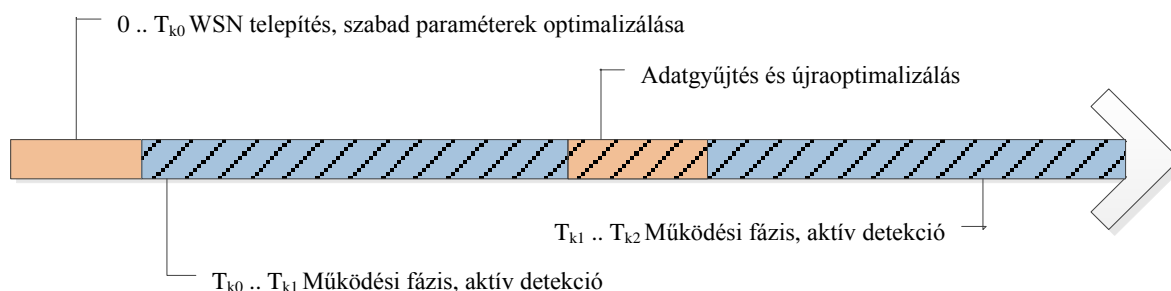 0 .. Tk0 WSN telepítés, szabad paraméterek optimalizálása
Adatgyűjtés és újraoptimalizálás
Tk1 .. Tk2 Működési fázis, aktív detekció
Tk0 .. Tk1 Működési fázis, aktív detekció